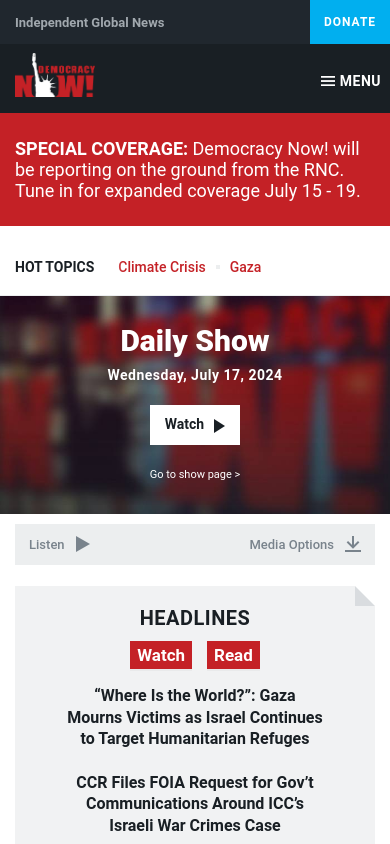 Independent Global News
DONATE
DEMOCRACY
NOW!
MENU
SPECIAL COVERAGE: Democracy Now! will
be reporting on the ground from the RNC.
Tune in for expanded coverage July 15 - 19.
HOT TOPICS
Climate Crisis
Gaza
Daily Show
Wednesday, July 17, 2024
Watch
Go to show page >
Listen
Media Options
HEADLINES
Watch
Read
“Where Is the World?”: Gaza
Mourns Victims as Israel Continues
to Target Humanitarian Refuges
CCR Files FOIA Request for Gov’t
Communications Around ICC’s
Israeli War Crimes Case